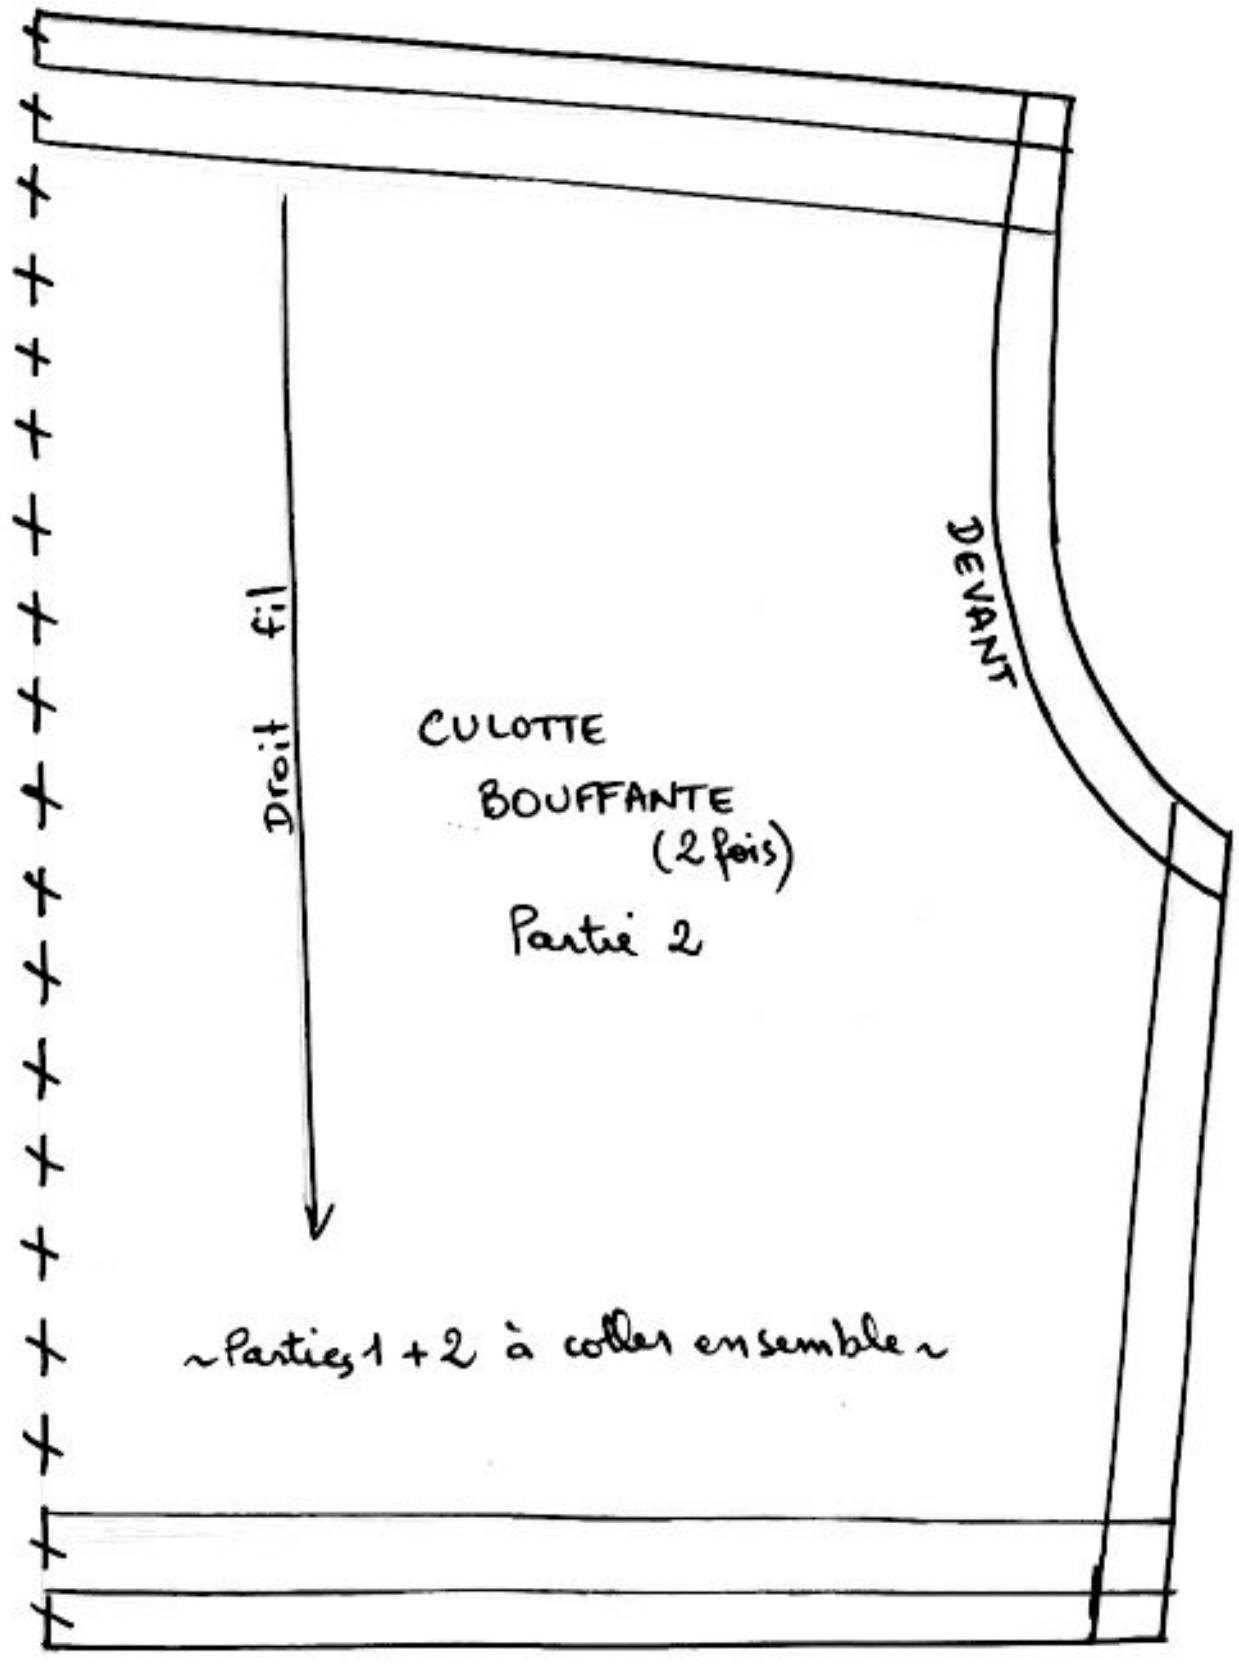 Droit fil
DEVANT
CULOTTE
BOUFFANTE
(2 fois)
Partie 2
~Parties 1 + 2 à coller ensemble~